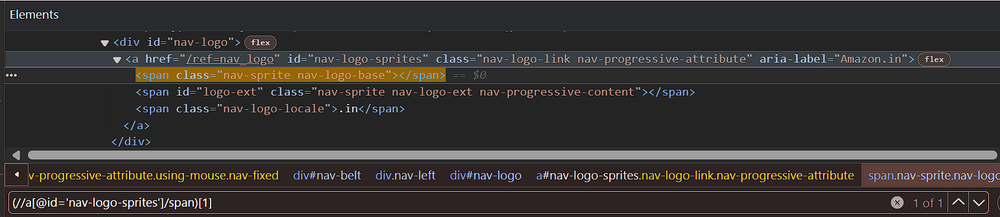 Elements
<div id="nav-logo"> flex
<a href="/ref=nav_logo" id="nav-logo-sprites" class="nav-logo-link nav-progressive-attribute" aria-label="Amazon.in"> flex
<span class="nav-sprite nav-logo-base"></span> == $0
<span id="logo-ext" class="nav-sprite nav-logo-ext nav-progressive-content"></span>
<span class="nav-logo-locale">.in</span>
</a>
</div>
v-progressive-attribute.using-mouse.nav-fixed div#nav-belt div.nav-left div#nav-logo a#nav-logo-sprites.nav-logo-link.nav-progressive-attribute span.nav-sprite.nav-logo
(//a[@id='nav-logo-sprites']/span)[1] 1 of 1